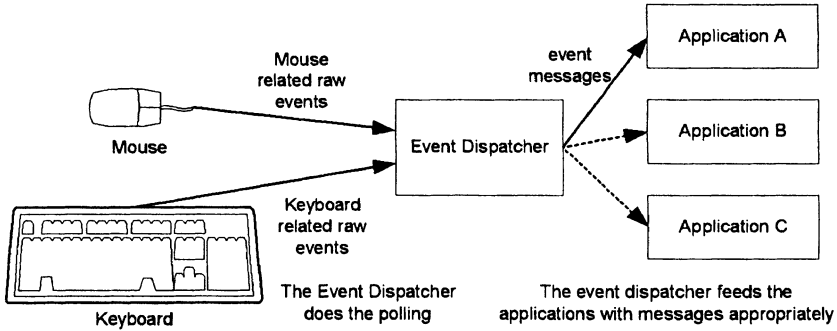 Mouse
related raw
events
Mouse
Keyboard
related raw
events
Keyboard
Event Dispatcher
The Event Dispatcher
does the polling
event
messages
Application A
Application B
Application C
The event dispatcher feeds the
applications with messages appropriately